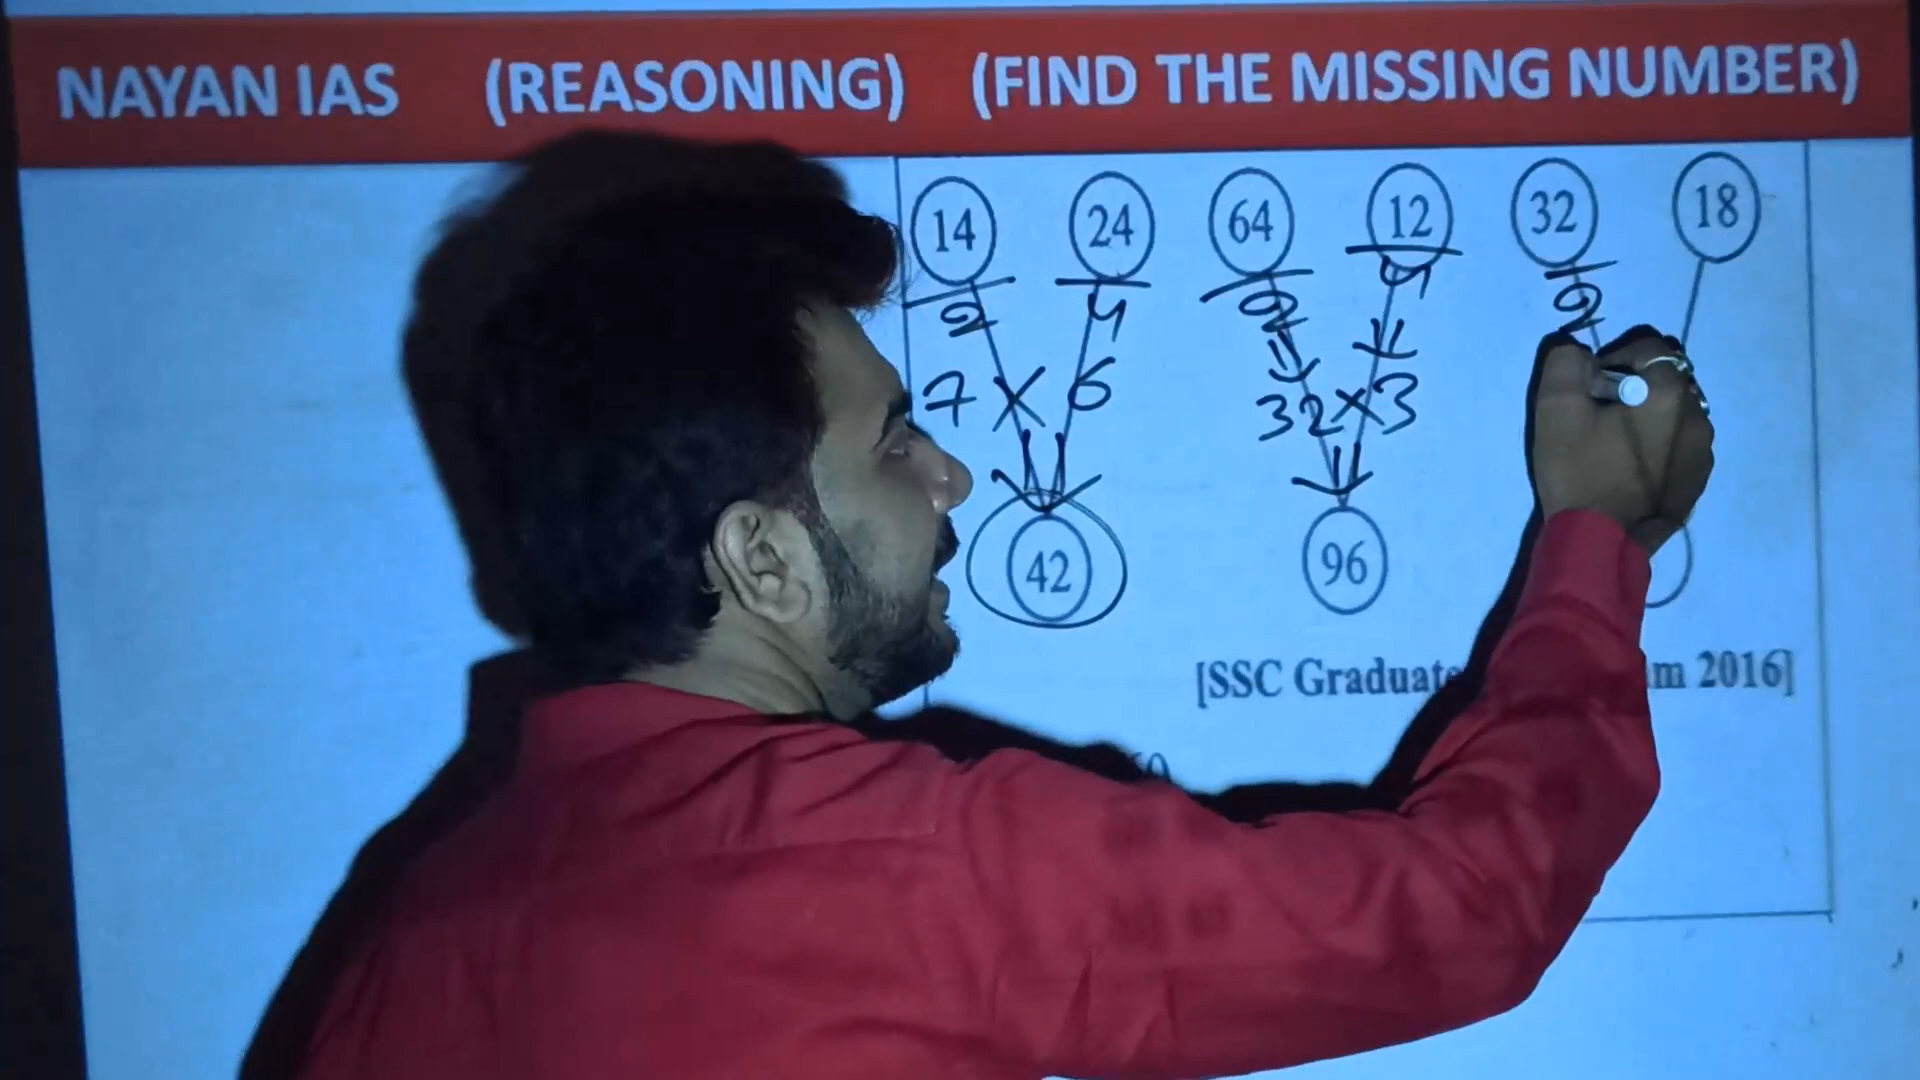 NAYAN IAS (REASONING) (FIND THE MISSING NUMBER)
14 24 64 12 32 18
2 4 2 4 2
7 X 6 32 x 3
42 96
[SSC Graduate m 2016]